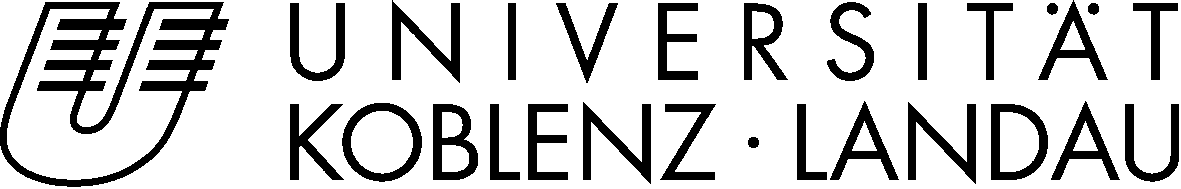 UNIVERSITÄT
KOBLENZ · LANDAU